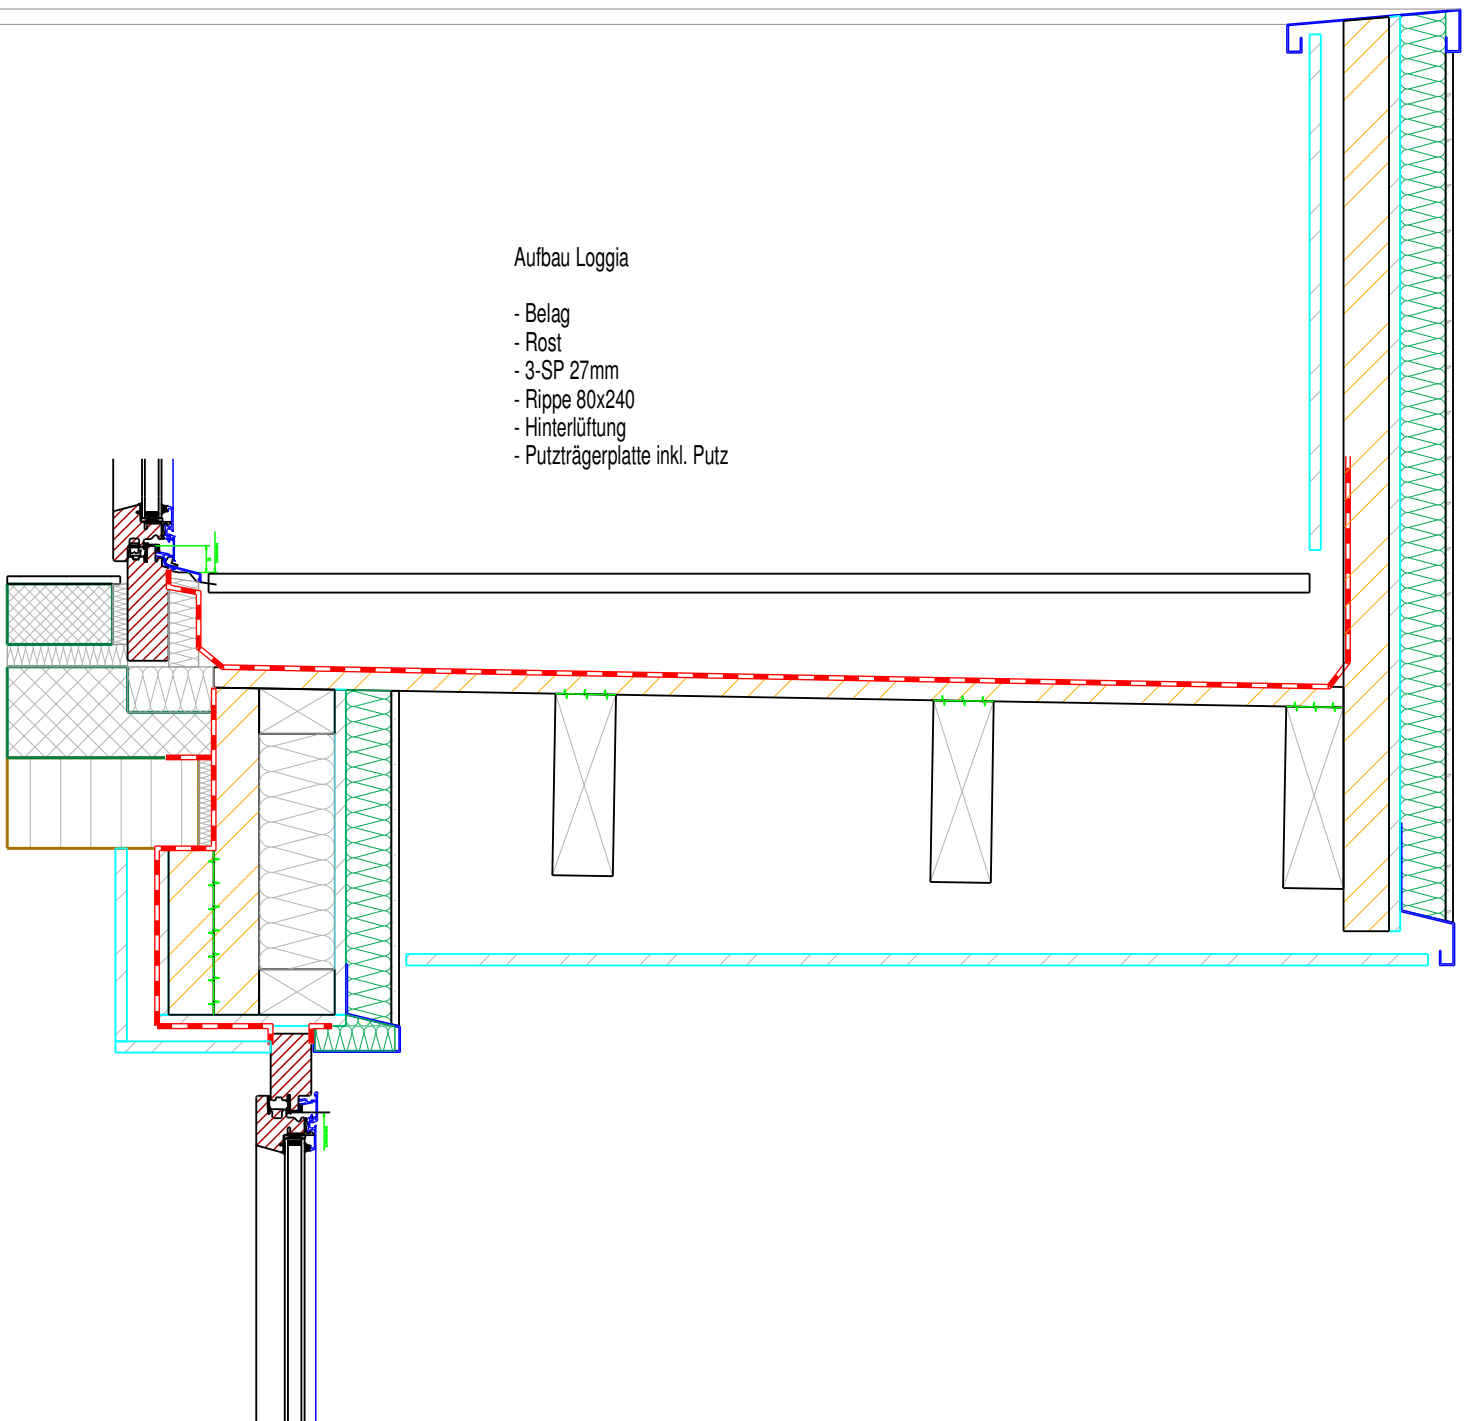 Aufbau Loggia
- Belag
- Rost
- 3-SP 27mm
- Rippe 80x240
- Hinterlüftung
- Putzträgerplatte inkl. Putz